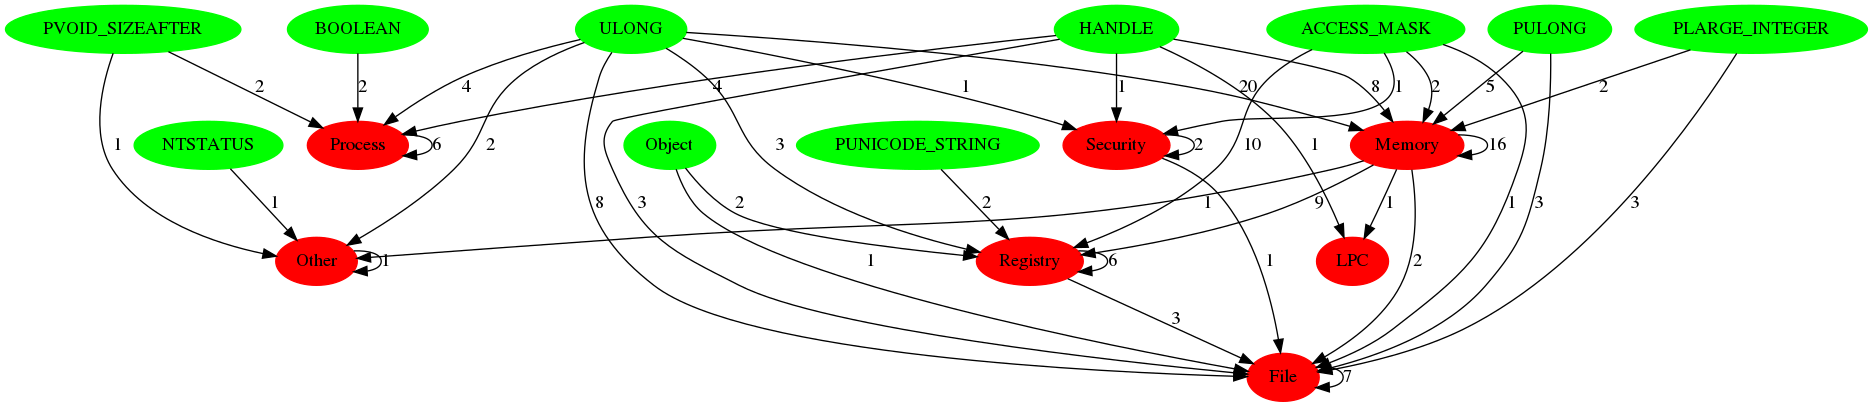 PVOID_SIZEAFTER BOOLEAN ULONG HANDLE ACCESS_MASK PULONG PLARGE_INTEGER
2 2 4 4 1 1 20 8 1 2 5 2
1 NTSTATUS Process 6 2 Object 3 PUNICODE_STRING Security 2 10 1 Memory 16
1 8 3 2 2 1 9 1 1 3 3
Other 1 1 Registry 6 1 LPC 2
3
File 7